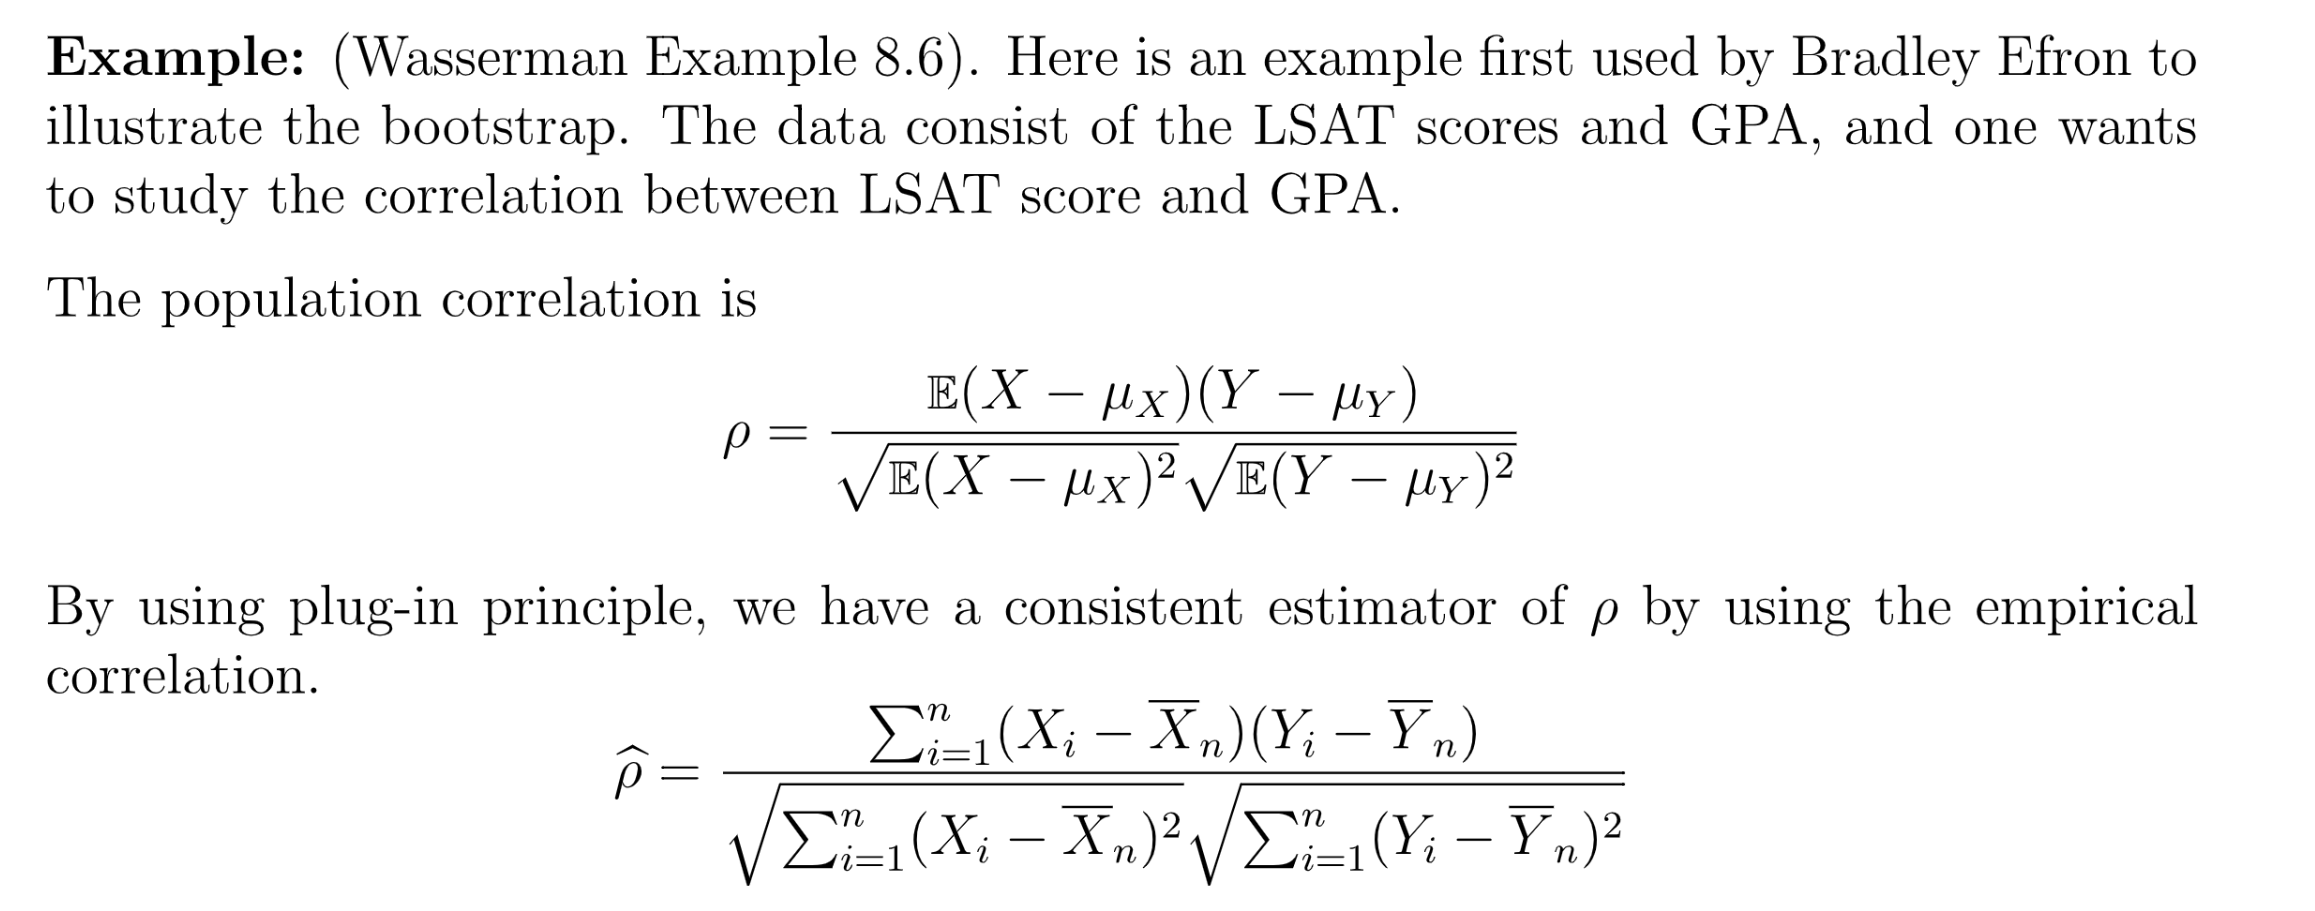 Example: (Wasserman Example 8.6). Here is an example first used by Bradley Efron to
illustrate the bootstrap. The data consist of the LSAT scores and GPA, and one wants
to study the correlation between LSAT score and GPA.
The population correlation is
$\rho = \frac{\mathbb{E}(X - \mu_X)(Y - \mu_Y)}{\sqrt{\mathbb{E}(X - \mu_X)^2}\sqrt{\mathbb{E}(Y - \mu_Y)^2}}$
By using plug-in principle, we have a consistent estimator of $\rho$ by using the empirical
correlation.
$\widehat{\rho} = \frac{\sum_{i=1}^{n}(X_i - \overline{X}_n)(Y_i - \overline{Y}_n)}{\sqrt{\sum_{i=1}^{n}(X_i - \overline{X}_n)^2}\sqrt{\sum_{i=1}^{n}(Y_i - \overline{Y}_n)^2}}$